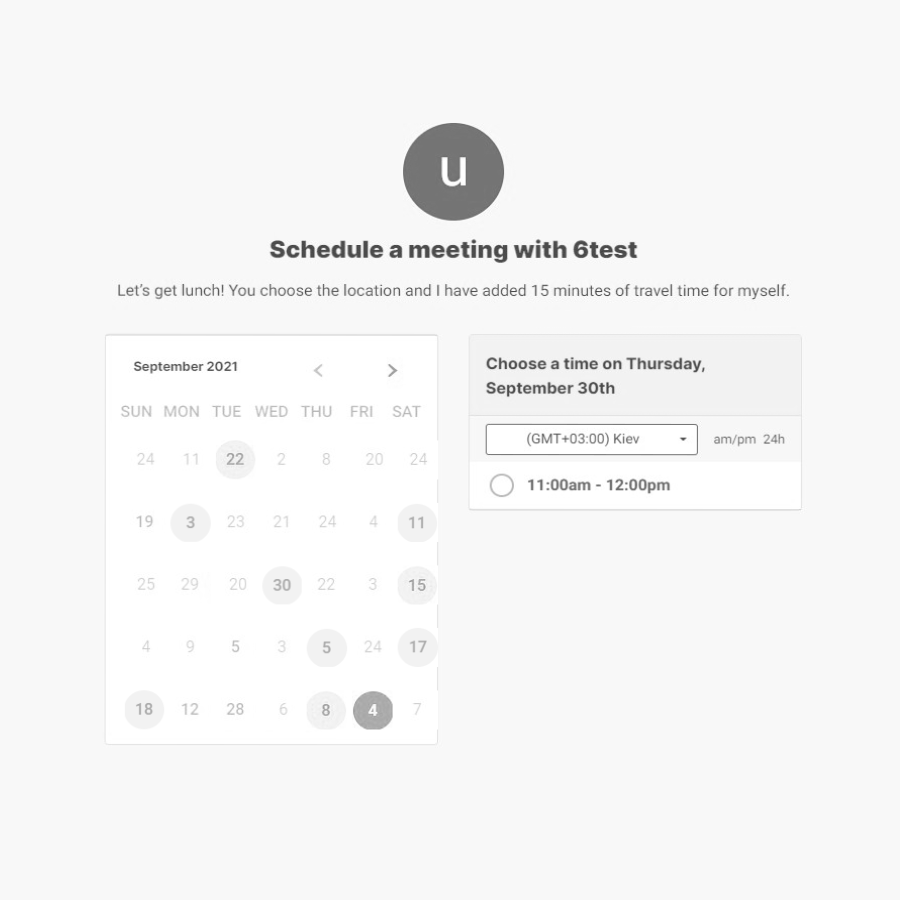 u
Schedule a meeting with 6test
Let's get lunch! You choose the location and I have added 15 minutes of travel time for myself.
September 2021
SUN MON TUE WED THU FRI SAT
24 11 22 2 8 20 24
19 3 23 21 24 4 11
25 29 20 30 22 3 15
4 9 5 3 5 24 17
18 12 28 6 8 4 7
Choose a time on Thursday,
September 30th
(GMT+03:00) Kiev am/pm 24h
11:00am - 12:00pm